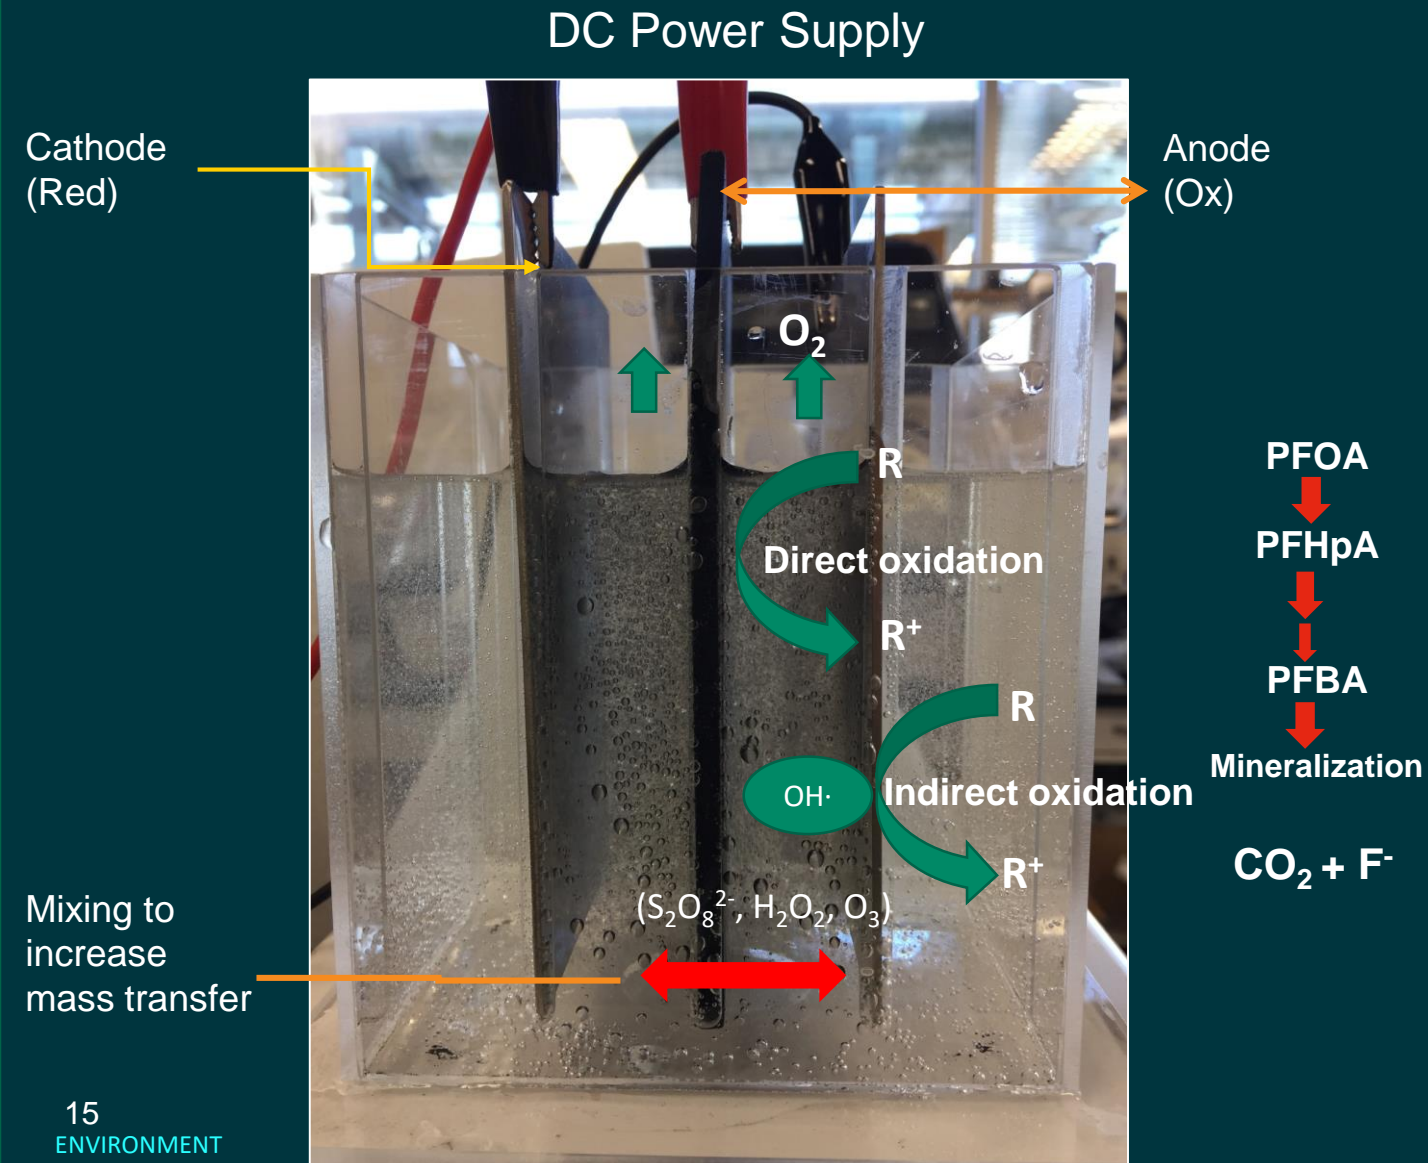 DC Power Supply
Cathode
(Red)
Anode
(Ox)
O₂
R
Direct oxidation
R⁺
R
OH·
Indirect oxidation
R⁺
(S₂O₈²⁻, H₂O₂, O₃)
Mixing to
increase
mass transfer
PFOA
PFHpA
PFBA
Mineralization
CO₂ + F⁻
15
ENVIRONMENT